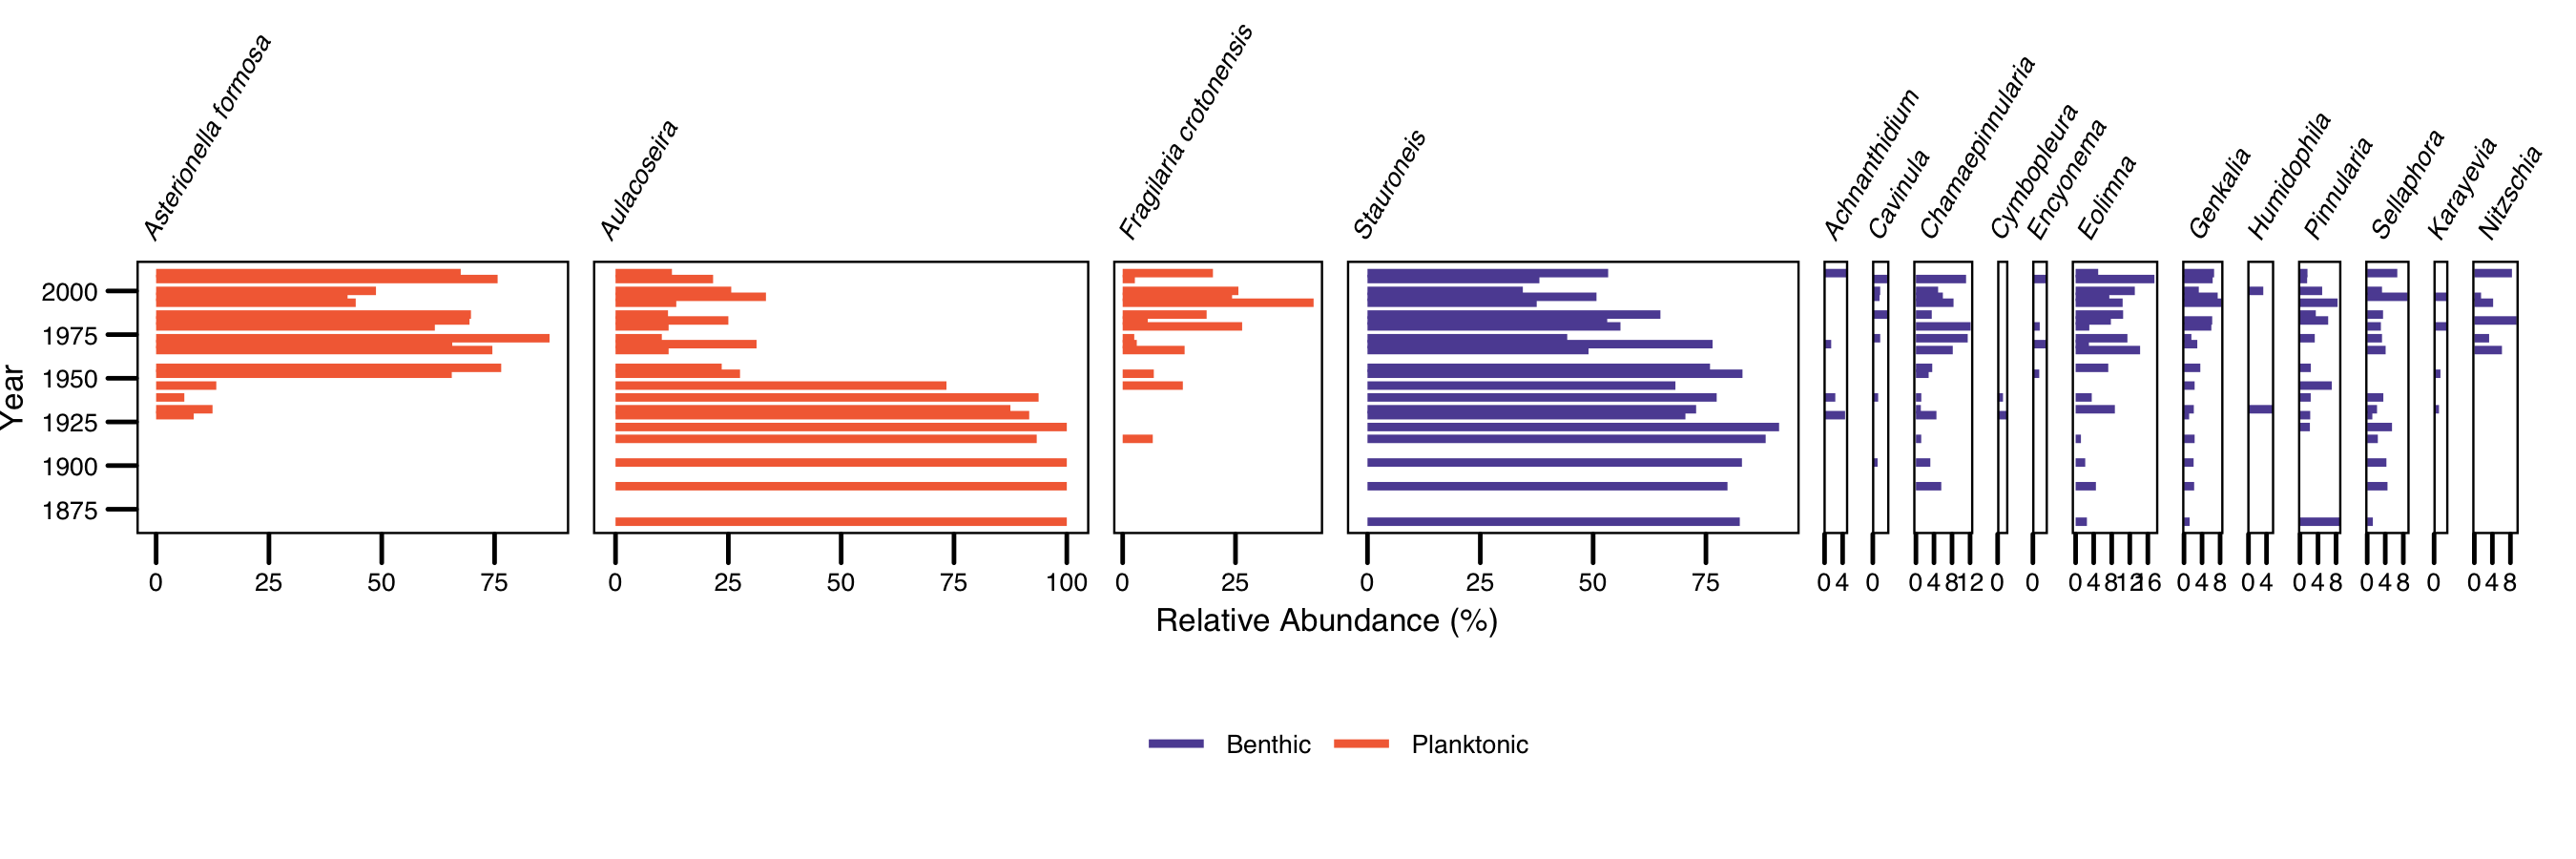 Asterionella formosa
Aulacoseira
Fragilaria crotonensis
Stauroneis
Achnanthidium
Cavinula
Chamaepinnularia
Cymbopleura
Encyonema
Eolimna
Genkalia
Humidophila
Pinnularia
Sellaphora
Karayevia
Nitzschia
Year
2000
1975
1950
1925
1900
1875
0 25 50 75 0 25 50 75 100 0 25 0 25 50 75 0 4 0 0 4 8 12 0 0 0 4 8 12 16 0 4 8 0 4 0 4 8 0 4 8 0 0 4 8
Relative Abundance (%)
Benthic Planktonic